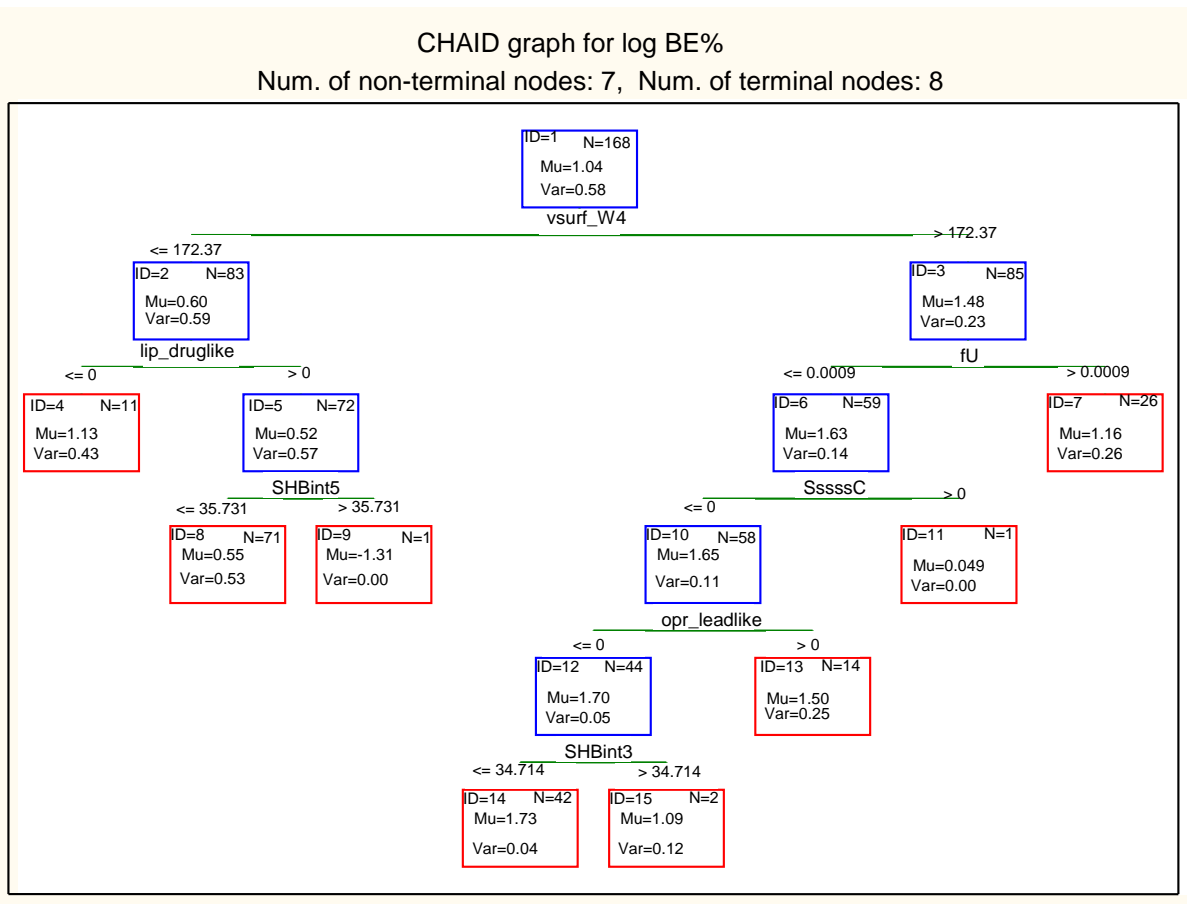 CHAID graph for log BE%
Num. of non-terminal nodes: 7,  Num. of terminal nodes: 8
ID=1 N=168
Mu=1.04
Var=0.58
vsurf_W4
<= 172.37 > 172.37
ID=2 N=83 ID=3 N=85
Mu=0.60 Mu=1.48
Var=0.59 Var=0.23
lip_druglike fU
<= 0 > 0 <= 0.0009 > 0.0009
ID=4 N=11 ID=5 N=72 ID=6 N=59 ID=7 N=26
Mu=1.13 Mu=0.52 Mu=1.63 Mu=1.16
Var=0.43 Var=0.57 Var=0.14 Var=0.26
SHBint5 SssssC
<= 35.731 > 35.731 <= 0 > 0
ID=8 N=71 ID=9 N=1 ID=10 N=58 ID=11 N=1
Mu=0.55 Mu=-1.31 Mu=1.65 Mu=0.049
Var=0.53 Var=0.00 Var=0.11 Var=0.00
opr_leadlike
<= 0 > 0
ID=12 N=44 ID=13 N=14
Mu=1.70 Mu=1.50
Var=0.05 Var=0.25
SHBint3
<= 34.714 > 34.714
ID=14 N=42 ID=15 N=2
Mu=1.73 Mu=1.09
Var=0.04 Var=0.12